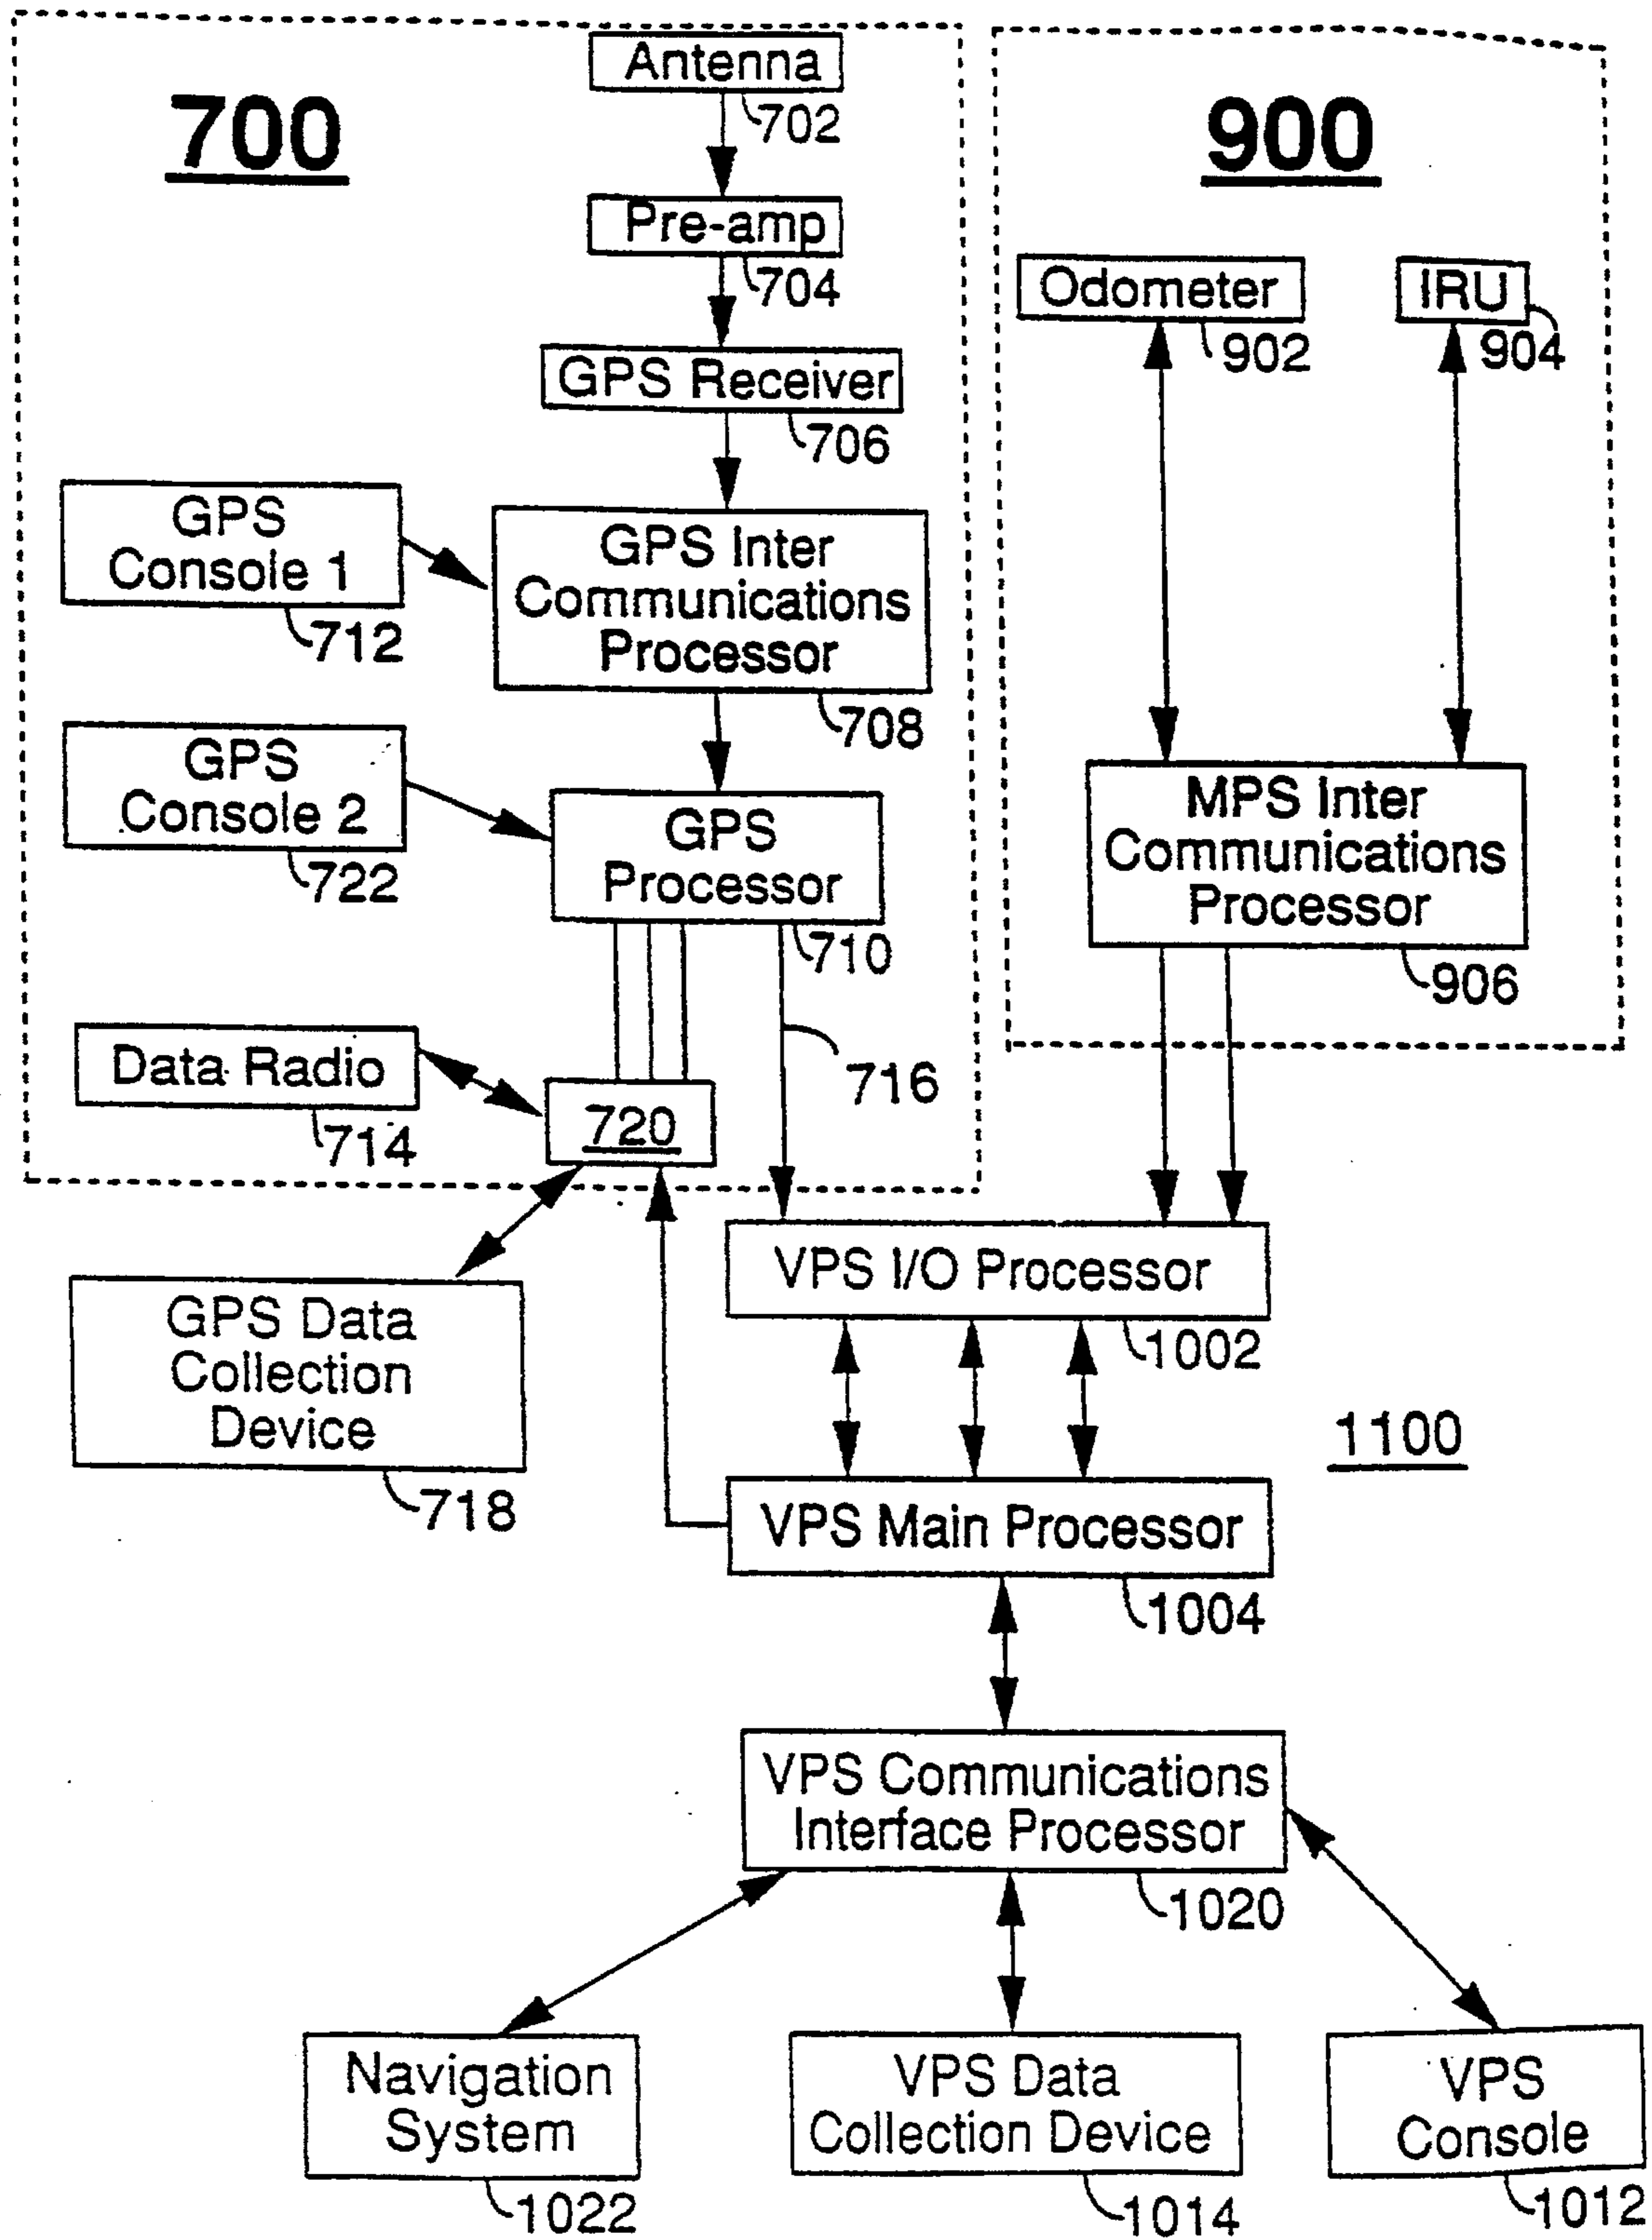 700
Antenna
702
Pre-amp
704
GPS Receiver
706
GPS
Console 1
712
GPS Inter
Communications
Processor
708
GPS
Console 2
722
GPS
Processor
710
Data Radio
714
720
716
GPS Data
Collection
Device
718
900
Odometer
902
IRU
904
MPS Inter
Communications
Processor
906
VPS I/O Processor
1002
1100
VPS Main Processor
1004
VPS Communications
Interface Processor
1020
Navigation
System
1022
VPS Data
Collection Device
1014
VPS
Console
1012